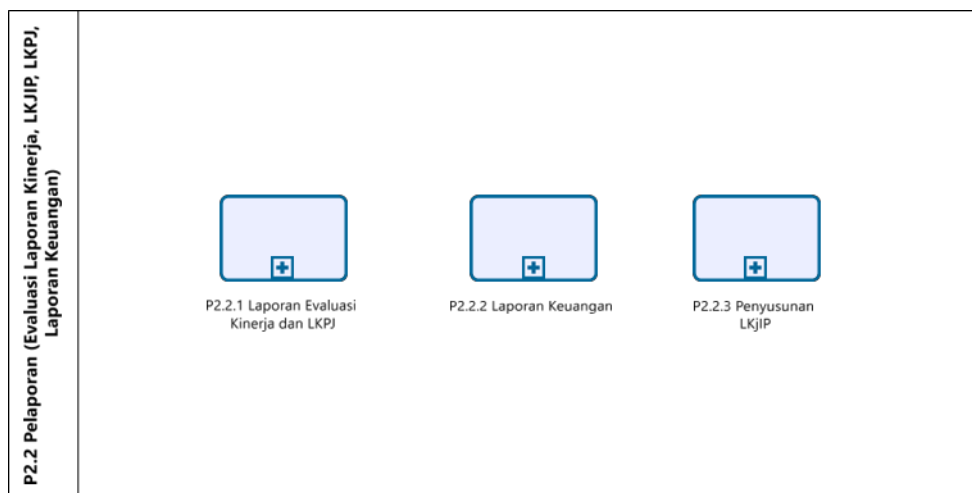 P2.2 Pelaporan (Evaluasi Laporan Kinerja, LKJIP, LKPJ,
Laporan Keuangan)
P2.2.1 Laporan Evaluasi
Kinerja dan LKPJ
P2.2.2 Laporan Keuangan
P2.2.3 Penyusunan
LKjIP